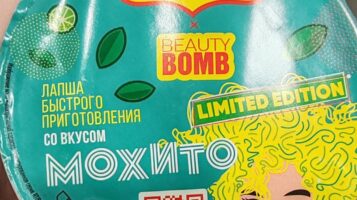 ×
BEAUTY
BOMB
LIMITED EDITION
ЛАПША
БЫСТРОГО
ПРИГОТОВЛЕНИЯ
СО ВКУСОМ
МОХИТО